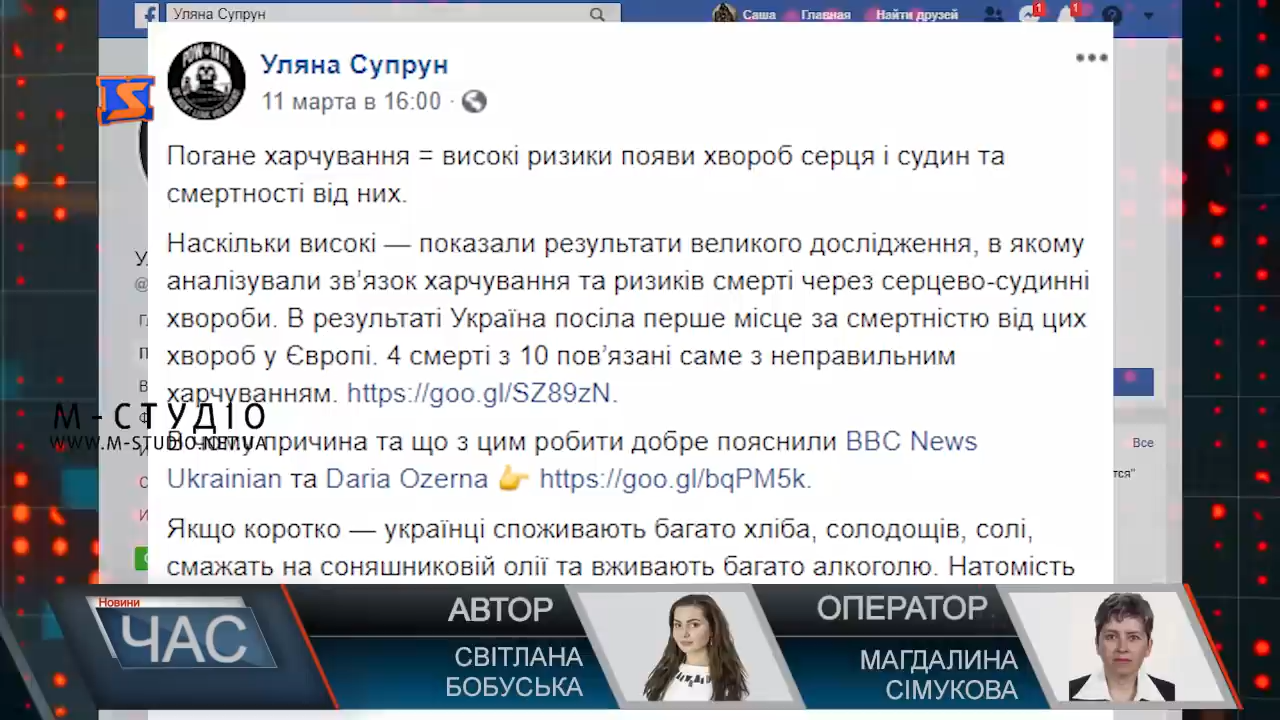 Уляна Супрун
Саша Главная Найти друзей
1 1
POW ★ MIA
Уляна Супрун
11 марта в 16:00 ·
Погане харчування = високі ризики появи хвороб серця і судин та
смертності від них.
Наскільки високі — показали результати великого дослідження, в якому
аналізували зв’язок харчування та ризиків смерті через серцево-судинні
хвороби. В результаті Україна посіла перше місце за смертністю від цих
хвороб у Європі. 4 смерті з 10 пов’язані саме з неправильним
харчуванням. https://goo.gl/SZ89zN.
М-СТУДІО
WWW.M-STUDIO.NET.UA
В чому причина та що з цим робити добре пояснили BBC News
Ukrainian та Daria Ozerna 👉 https://goo.gl/bqPM5k.
Все
Якщо коротко — українці споживають багато хліба, солодощів, солі,
смажать на соняшниковій олії та вживають багато алкоголю. Натомість
Новини
ЧАС
АВТОР
СВІТЛАНА
БОБУСЬКА
ОПЕРАТОР
МАГДАЛИНА
СІМУКОВА